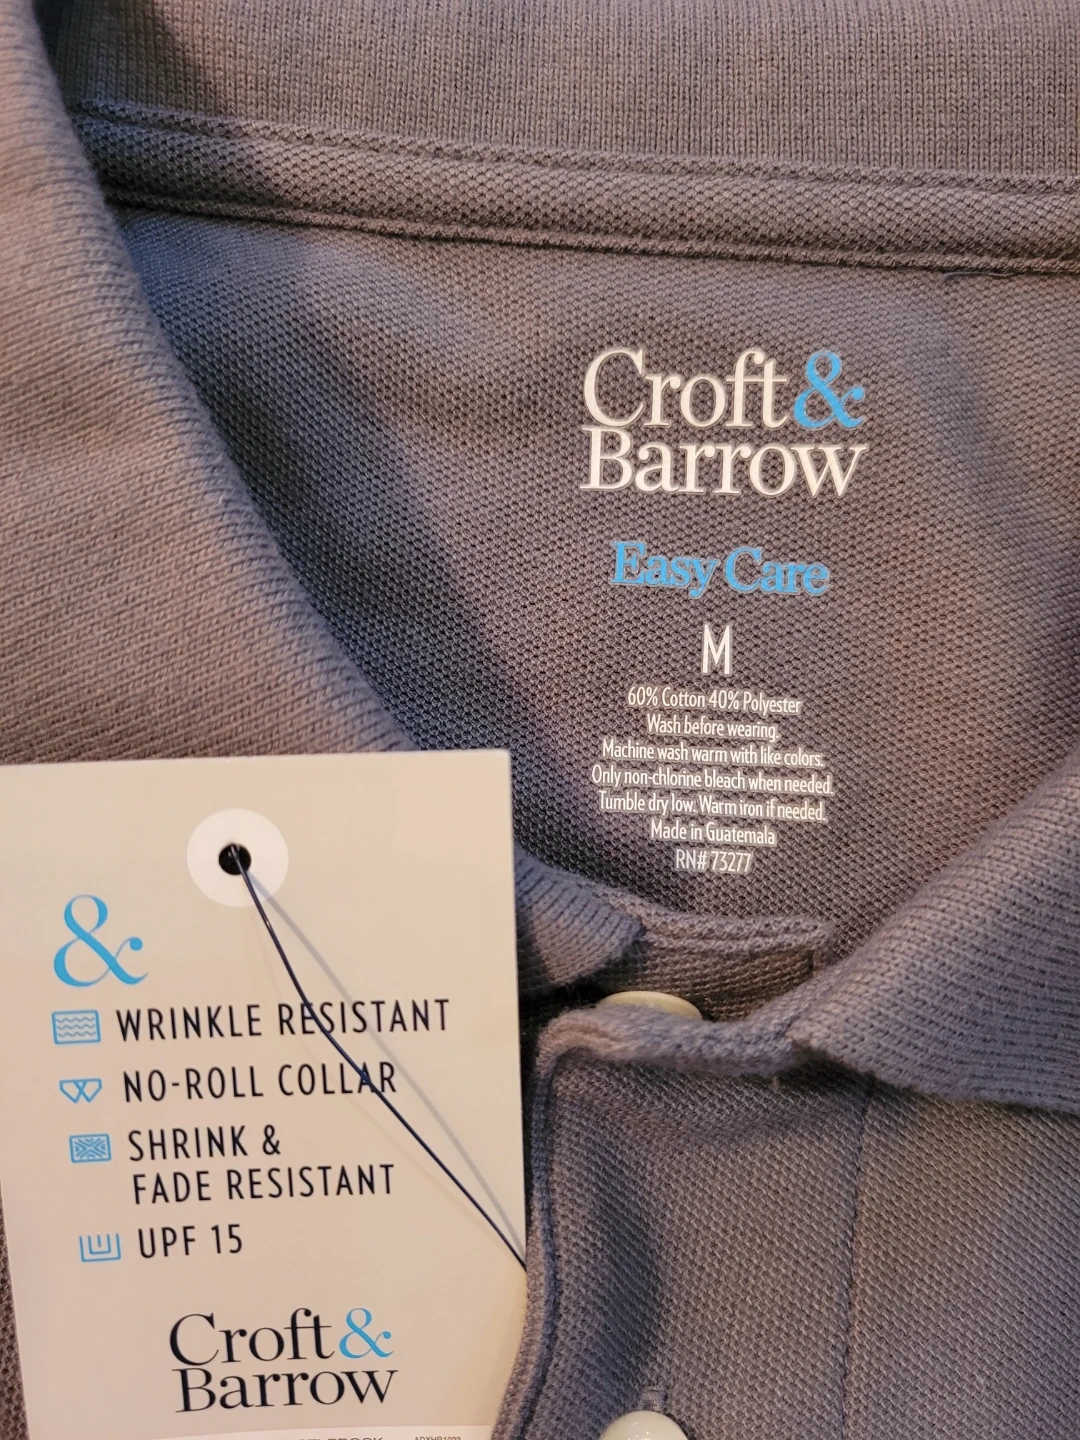 Croft&
Barrow
Easy Care
M
60% Cotton 40% Polyester
Wash before wearing.
Machine wash warm with like colors.
Only non-chlorine bleach when needed.
Tumble dry low. Warm iron if needed.
Made in Guatemala
RN# 73277
&
WRINKLE RESISTANT
NO-ROLL COLLAR
SHRINK &
FADE RESISTANT
UPF 15
Croft&
Barrow